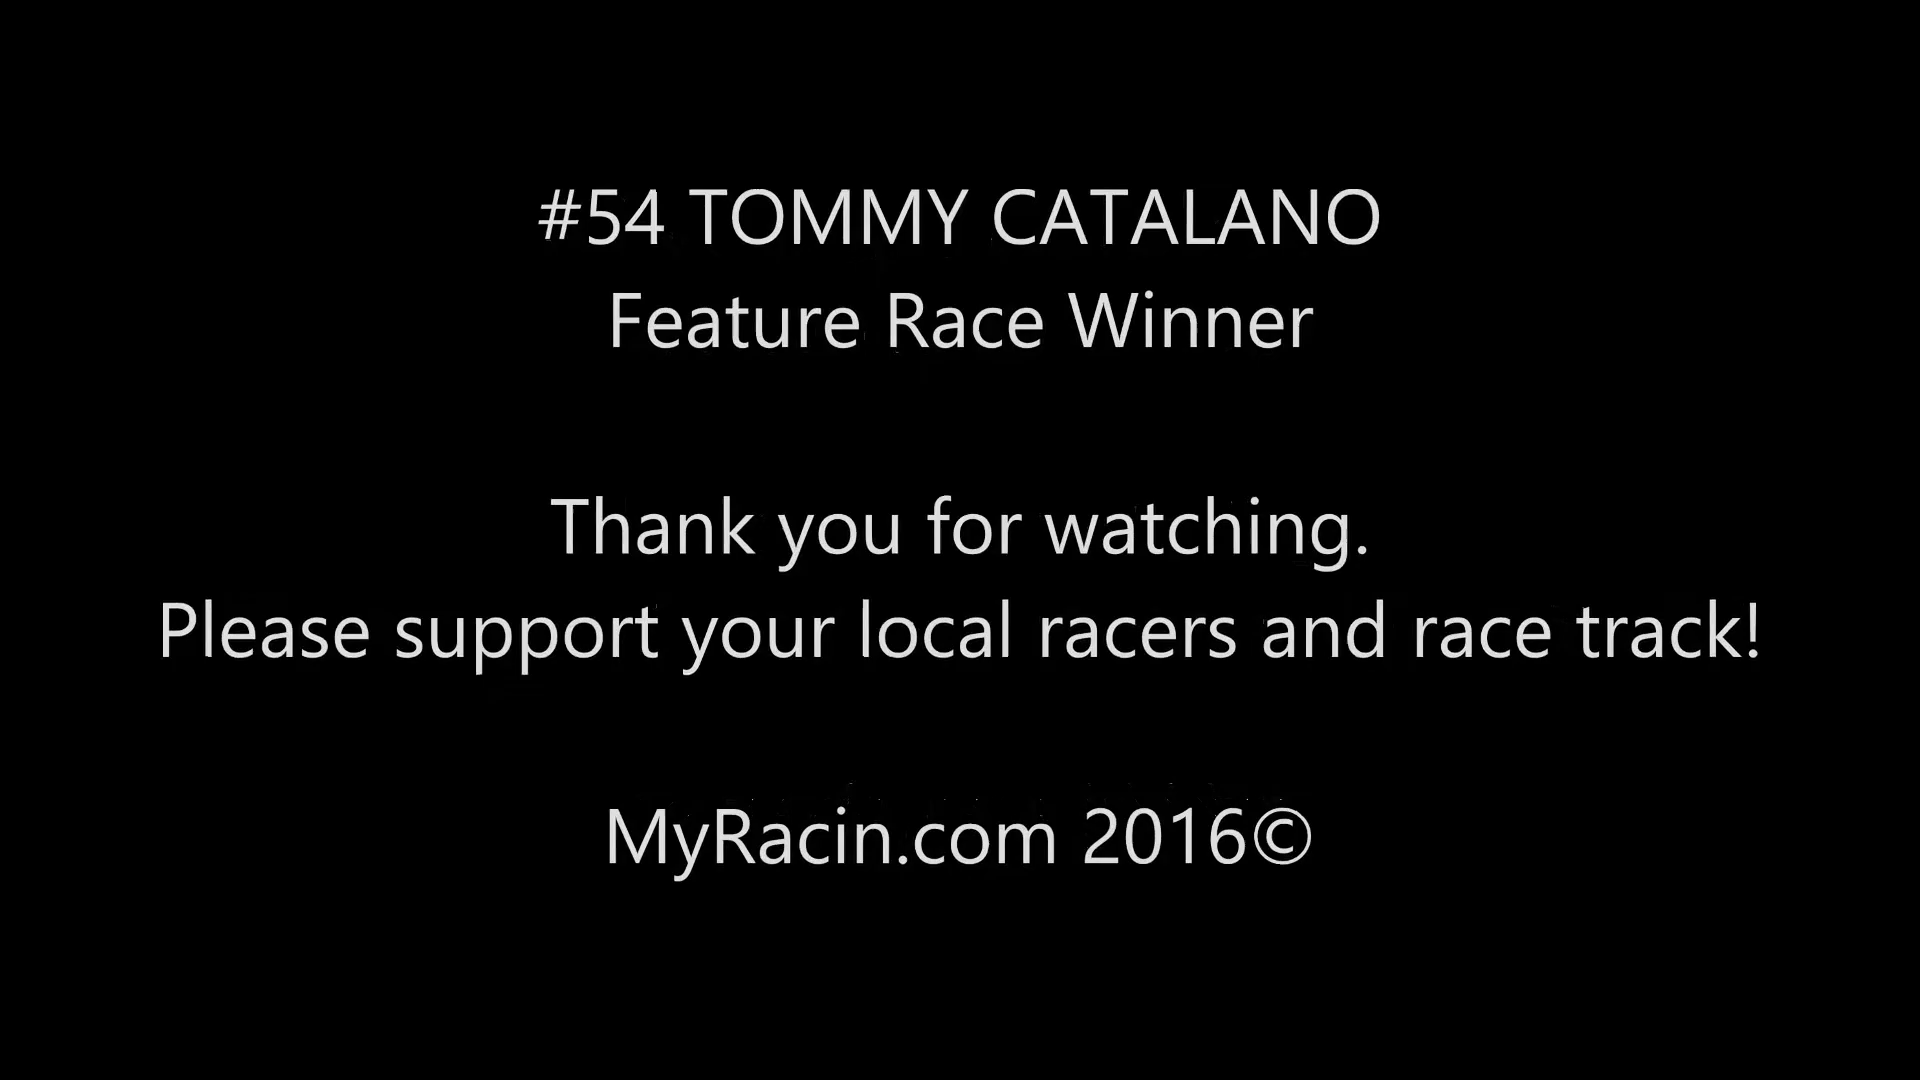 #54 TOMMY CATALANO
Feature Race Winner
Thank you for watching.
Please support your local racers and race track!
MyRacin.com 2016©